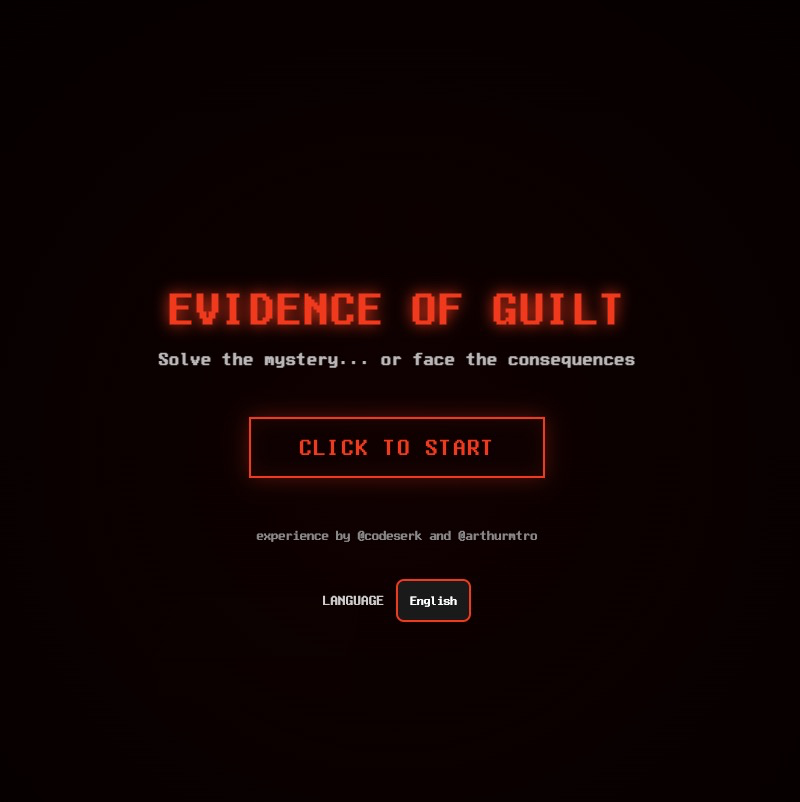 EVIDENCE OF GUILT
Solve the mystery... or face the consequences
CLICK TO START
experience by @codeserk and @arthurmtro
LANGUAGE English